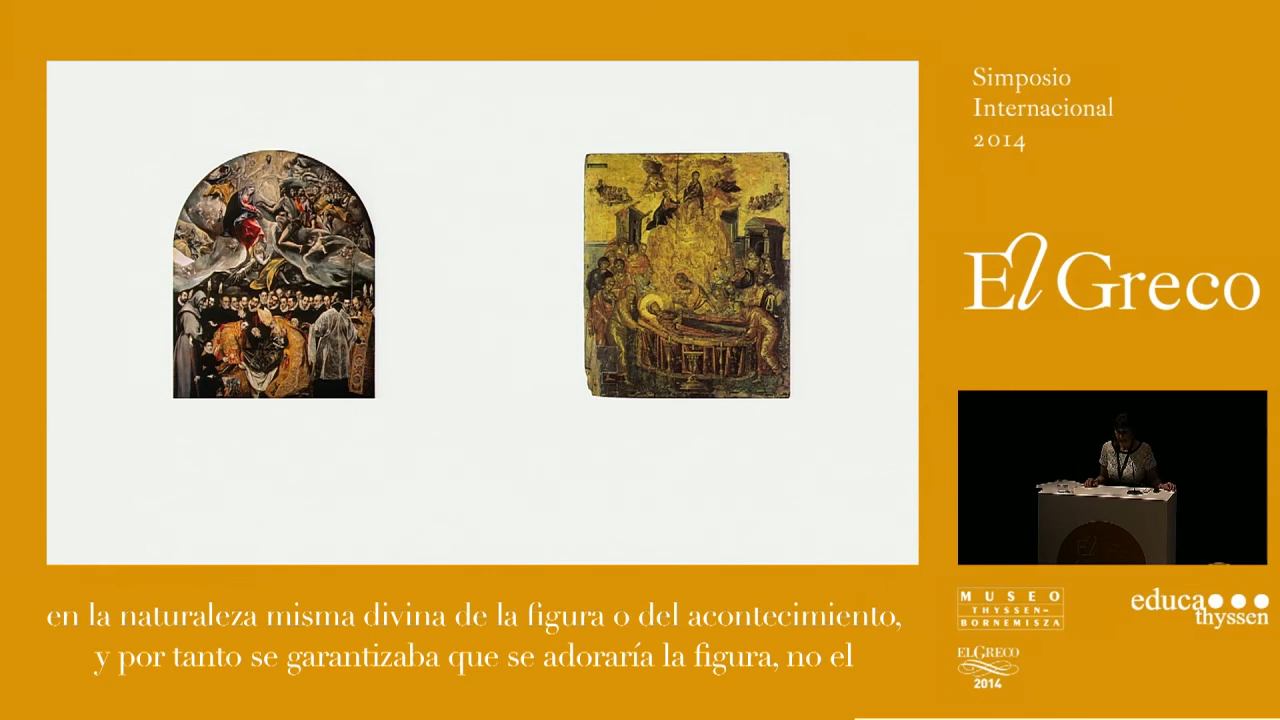 Simposio
Internacional
2014
El Greco
El
MUSEO
THYSSEN-
BORNEMISZA
educa
thyssen
EL GRECO
2014
en la naturaleza misma divina de la figura o del acontecimiento,
y por tanto se garantizaba que se adoraría la figura, no el